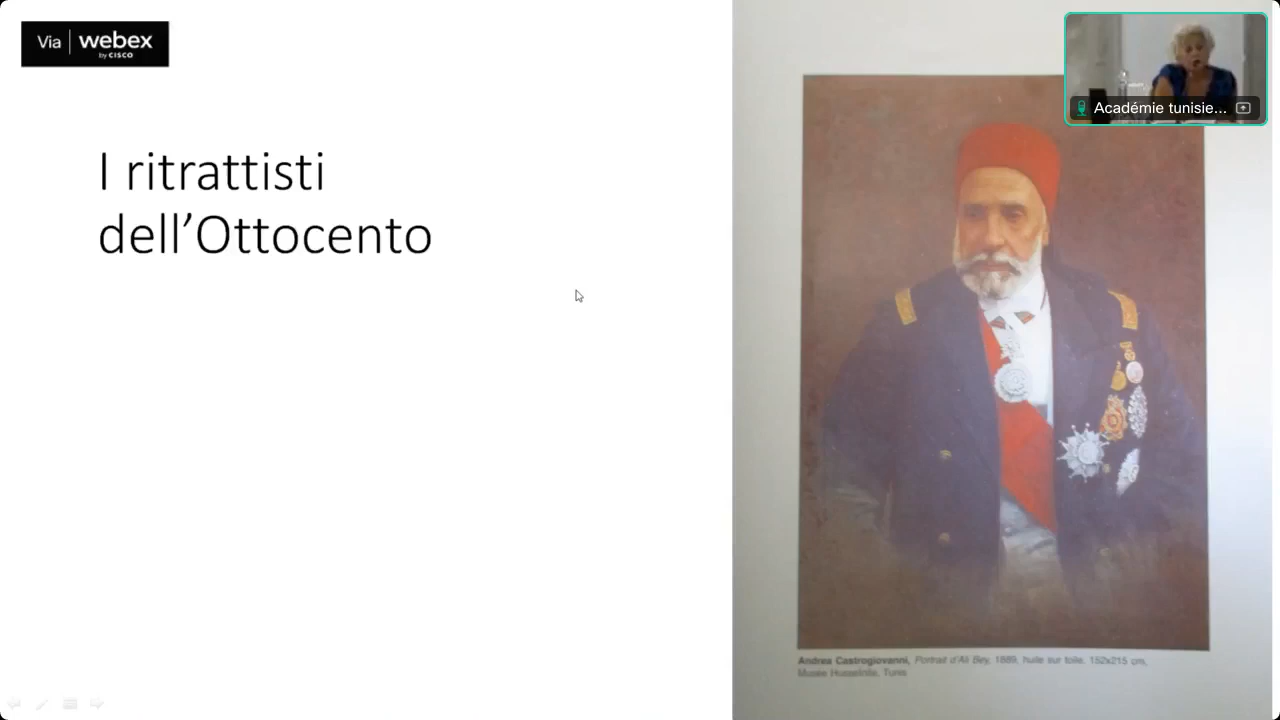 Via webex
by CISCO
Académie tunisie...
I ritrattisti
dell’Ottocento
Andrea Castrogiovanni, Portrait d'Ali Bey, 1889, huile sur toile. 152x215 cm,
Musée Husseïnite, Tunis